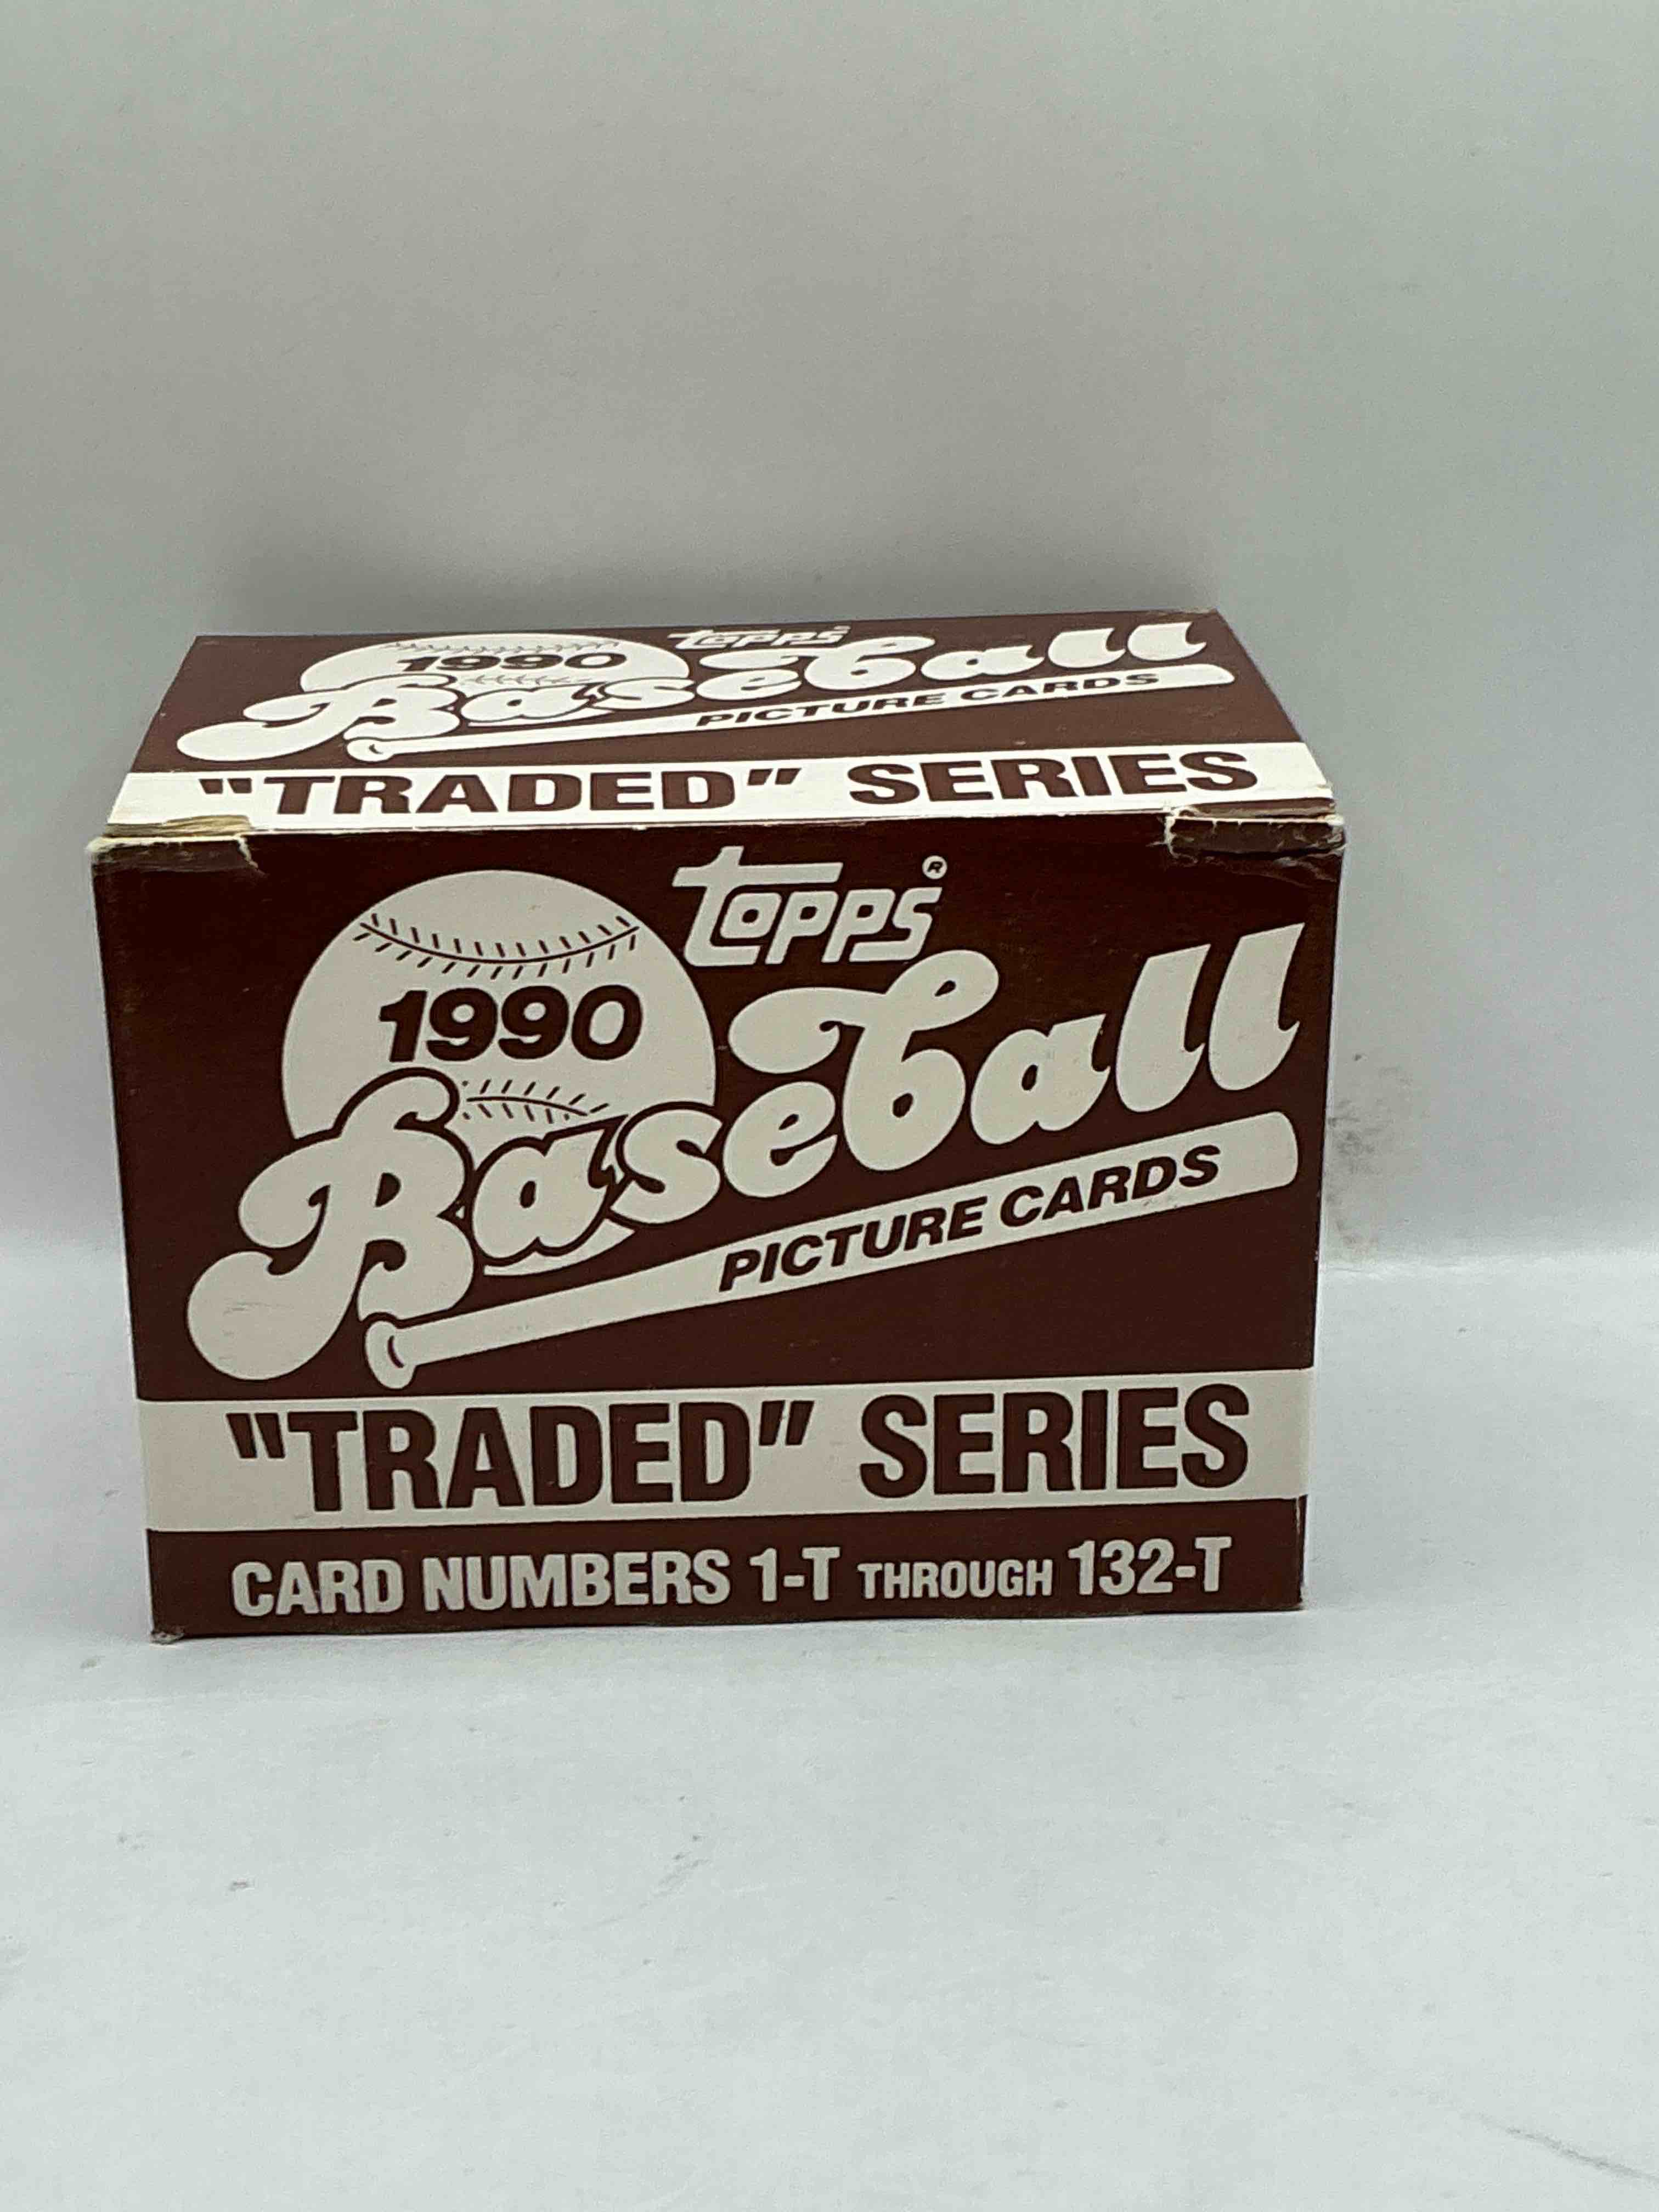 Topps®
1990
Baseball
PICTURE CARDS
"TRADED" SERIES
Topps®
1990
Baseball
PICTURE CARDS
"TRADED" SERIES
CARD NUMBERS 1-T THROUGH 132-T